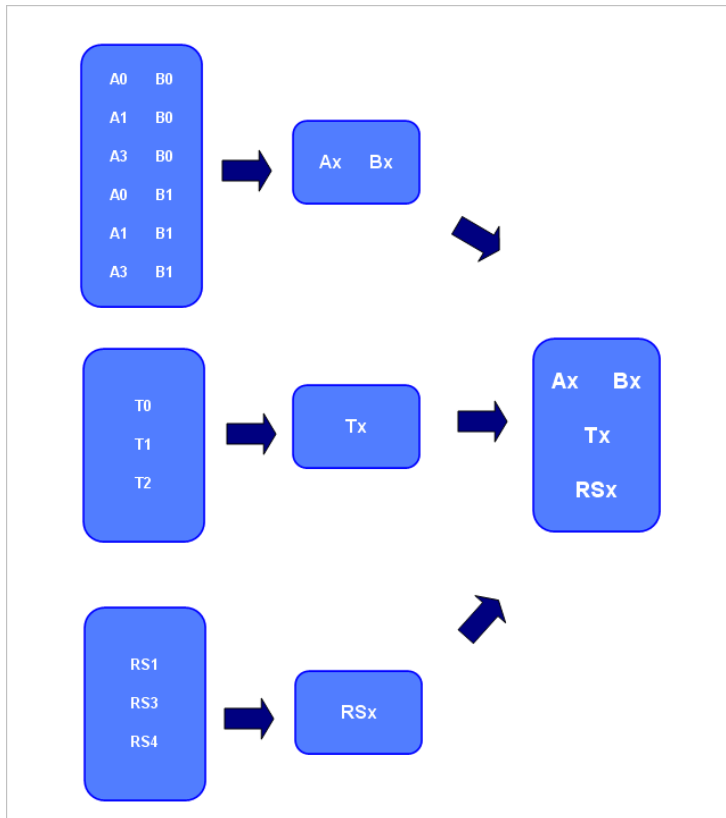 A0 B0
A1 B0
A3 B0
A0 B1
A1 B1
A3 B1
Ax Bx
T0
T1
T2
Tx
Ax Bx
Tx
RSx
RS1
RS3
RS4
RSx